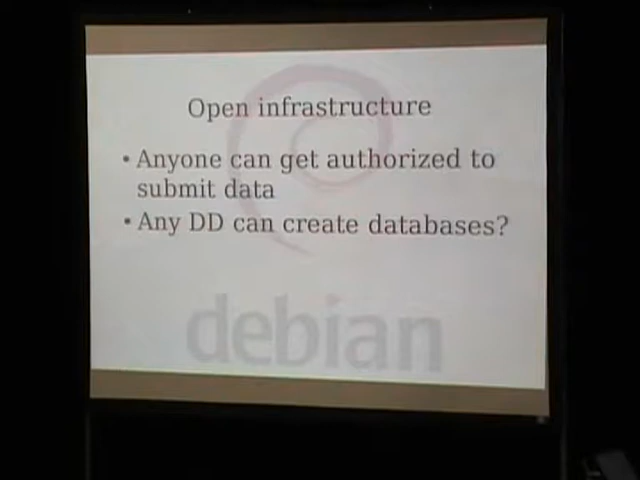 Open infrastructure
• Anyone can get authorized to
submit data
• Any DD can create databases?
debian